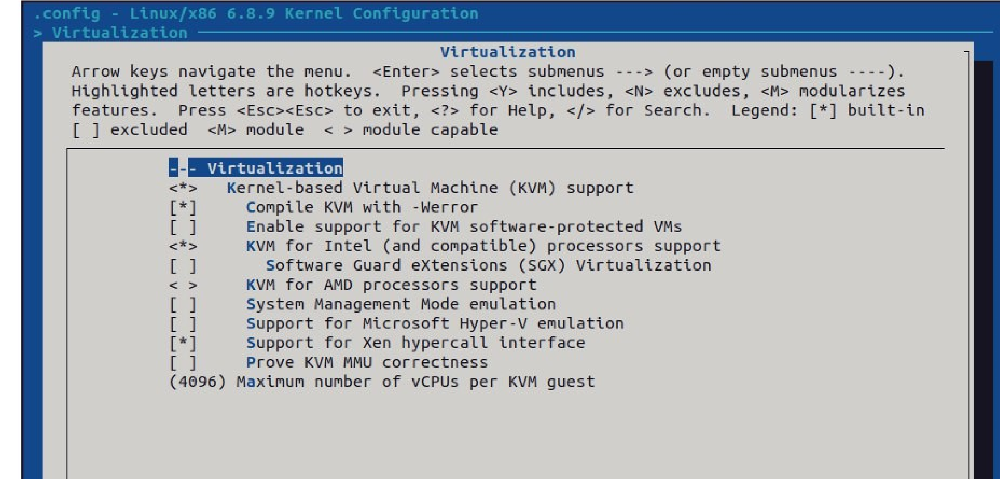 .config - Linux/x86 6.8.9 Kernel Configuration
> Virtualization
Virtualization
Arrow keys navigate the menu.  <Enter> selects submenus ---> (or empty submenus ----).
Highlighted letters are hotkeys.  Pressing <Y> includes, <N> excludes, <M> modularizes
features.  Press <Esc><Esc> to exit, <?> for Help, </> for Search.  Legend: [*] built-in
[ ] excluded  <M> module  < > module capable
--- Virtualization
<*>   Kernel-based Virtual Machine (KVM) support
[*]     Compile KVM with -Werror
[ ]     Enable support for KVM software-protected VMs
<*>     KVM for Intel (and compatible) processors support
[ ]       Software Guard eXtensions (SGX) Virtualization
< >     KVM for AMD processors support
[ ]     System Management Mode emulation
[ ]     Support for Microsoft Hyper-V emulation
[*]     Support for Xen hypercall interface
[ ]     Prove KVM MMU correctness
(4096) Maximum number of vCPUs per KVM guest